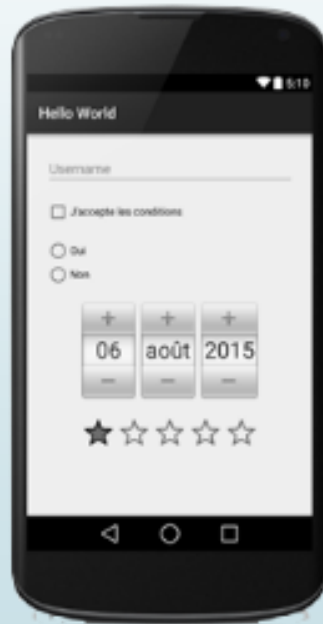 5:10
Hello World
Username
J'accepte les conditions
Oui
Non
+ + +
06 août 2015
− − −